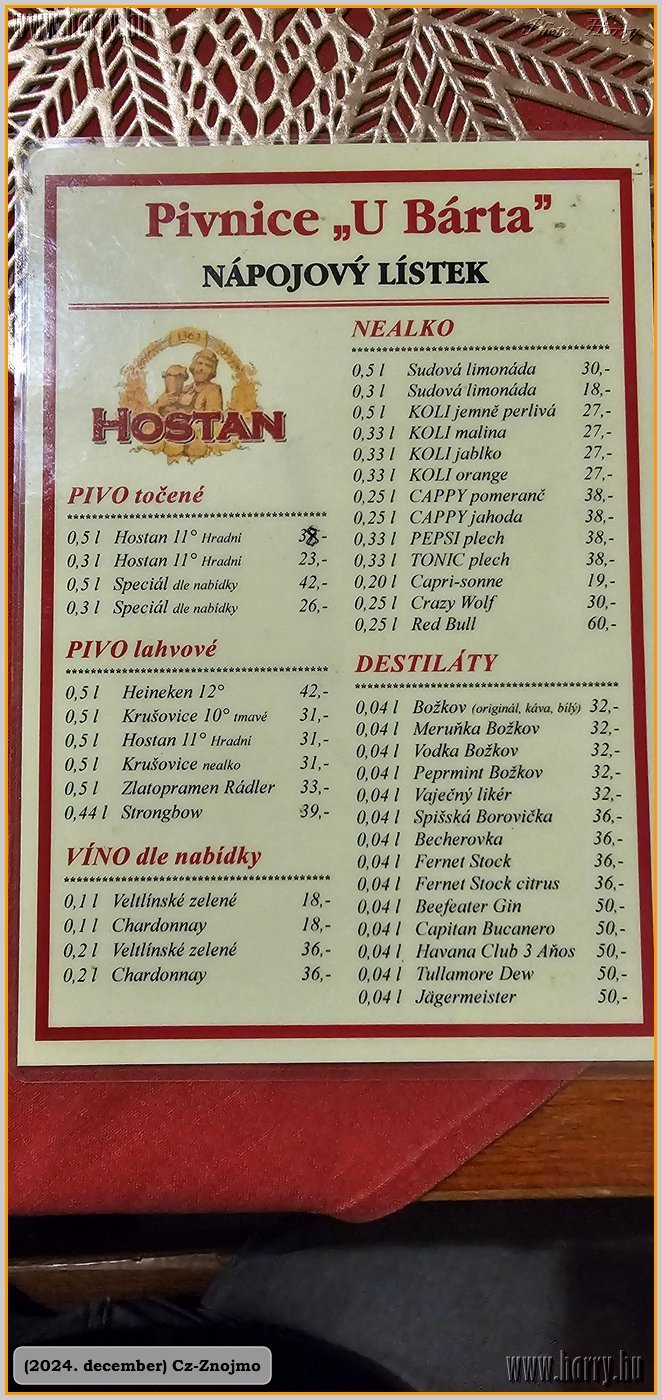 www.harry.hu
Photo: Harry
Pivnice „U Bárta”
NÁPOJOVÝ LÍSTEK
1363
HOSTAN
PIVO točené
0,5 l Hostan 11° Hradní 38,-
0,3 l Hostan 11° Hradní 23,-
0,5 l Speciál dle nabídky 42,-
0,3 l Speciál dle nabídky 26,-
PIVO lahvové
0,5 l Heineken 12° 42,-
0,5 l Krušovice 10° tmavé 31,-
0,5 l Hostan 11° Hradní 31,-
0,5 l Krušovice nealko 31,-
0,5 l Zlatopramen Rádler 33,-
0,44 l Strongbow 39,-
VÍNO dle nabídky
0,1 l Veltlínské zelené 18,-
0,1 l Chardonnay 18,-
0,2 l Veltlínské zelené 36,-
0,2 l Chardonnay 36,-
NEALKO
0,5 l Sudová limonáda 30,-
0,3 l Sudová limonáda 18,-
0,5 l KOLI jemně perlivá 27,-
0,33 l KOLI malina 27,-
0,33 l KOLI jablko 27,-
0,33 l KOLI orange 27,-
0,25 l CAPPY pomeranč 38,-
0,25 l CAPPY jahoda 38,-
0,33 l PEPSI plech 38,-
0,33 l TONIC plech 38,-
0,20 l Capri-sonne 19,-
0,25 l Crazy Wolf 30,-
0,25 l Red Bull 60,-
DESTILÁTY
0,04 l Božkov (originál, káva, bílý) 32,-
0,04 l Meruňka Božkov 32,-
0,04 l Vodka Božkov 32,-
0,04 l Peprmint Božkov 32,-
0,04 l Vaječný likér 32,-
0,04 l Spišská Borovička 36,-
0,04 l Becherovka 36,-
0,04 l Fernet Stock 36,-
0,04 l Fernet Stock citrus 36,-
0,04 l Beefeater Gin 50,-
0,04 l Capitan Bucanero 50,-
0,04 l Havana Club 3 Aňos 50,-
0,04 l Tullamore Dew 50,-
0,04 l Jägermeister 50,-
(2024. december) Cz-Znojmo
www.harry.hu